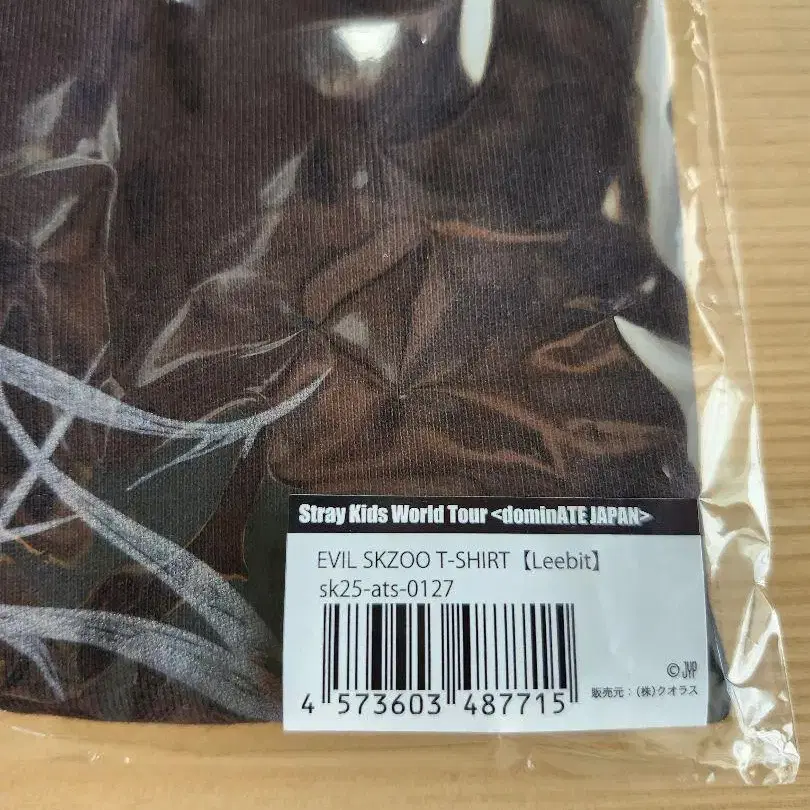 Stray Kids World Tour <dominATE JAPAN>
EVIL SKZOO T-SHIRT【Leebit】
sk25-ats-0127
4 573603 487715
© JYP
販売元：(株)クオラス